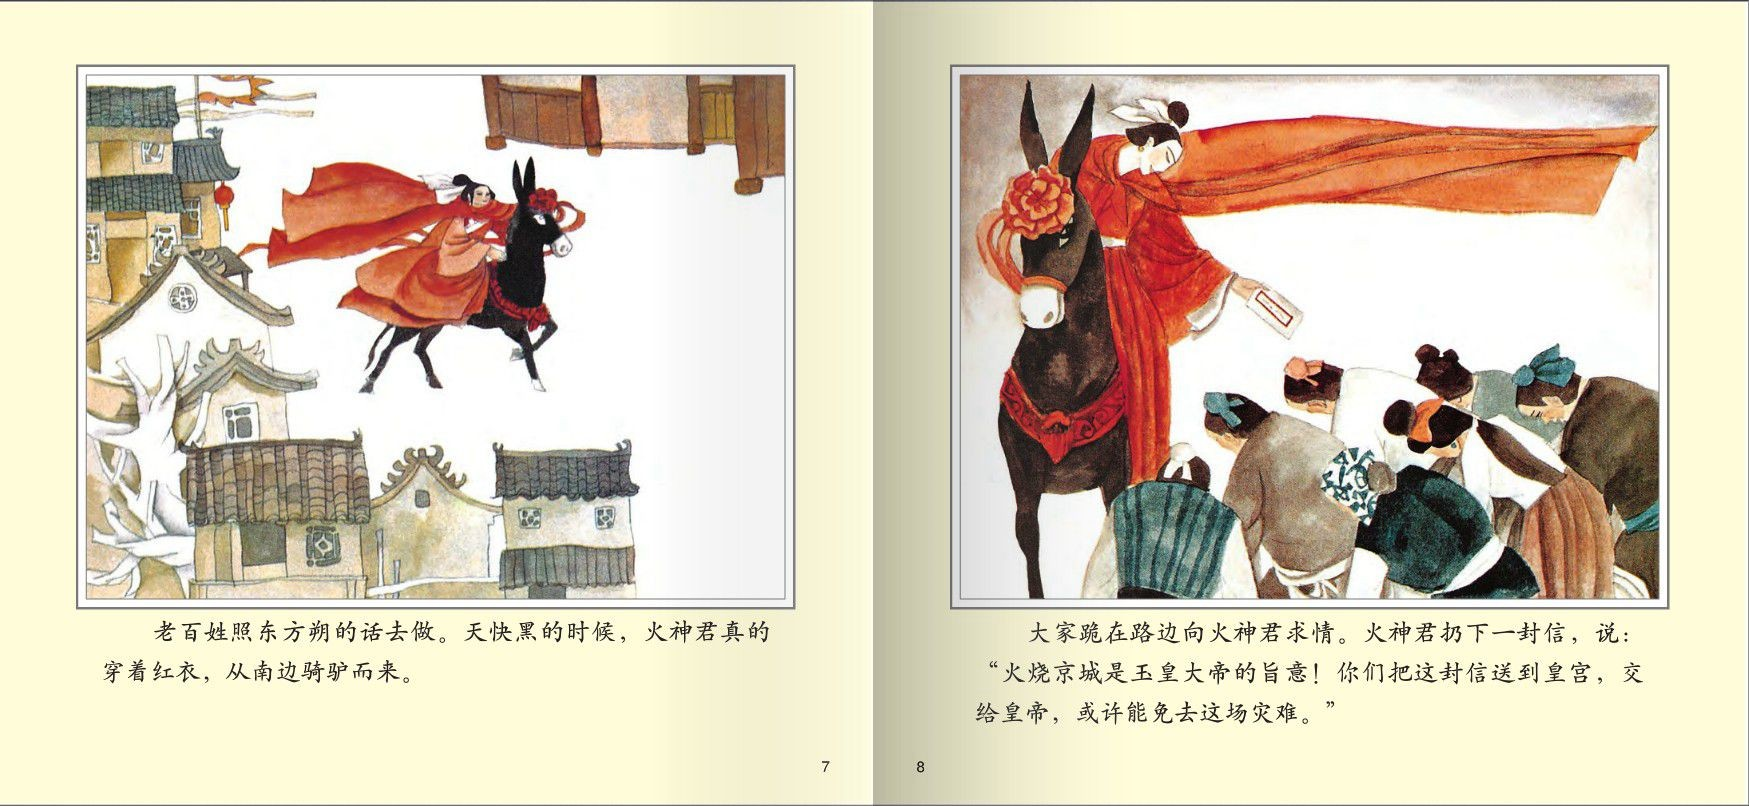 老百姓照东方朔的话去做。天快黑的时候，火神君真的
穿着红衣，从南边骑驴而来。
7
大家跪在路边向火神君求情。火神君扔下一封信，说：
“火烧京城是玉皇大帝的旨意！你们把这封信送到皇宫，交
给皇帝，或许能免去这场灾难。”
8